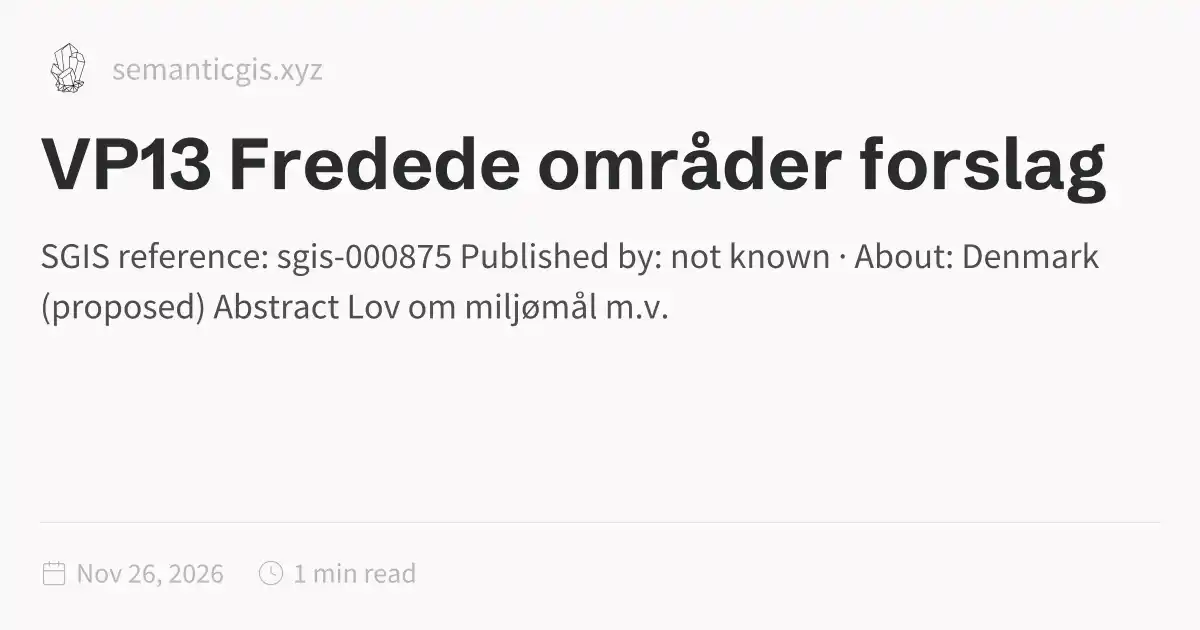 semanticgis.xyz
VP13 Fredede områder forslag
SGIS reference: sgis-000875 Published by: not known · About: Denmark
(proposed) Abstract Lov om miljømål m.v.
Nov 26, 2026 1 min read